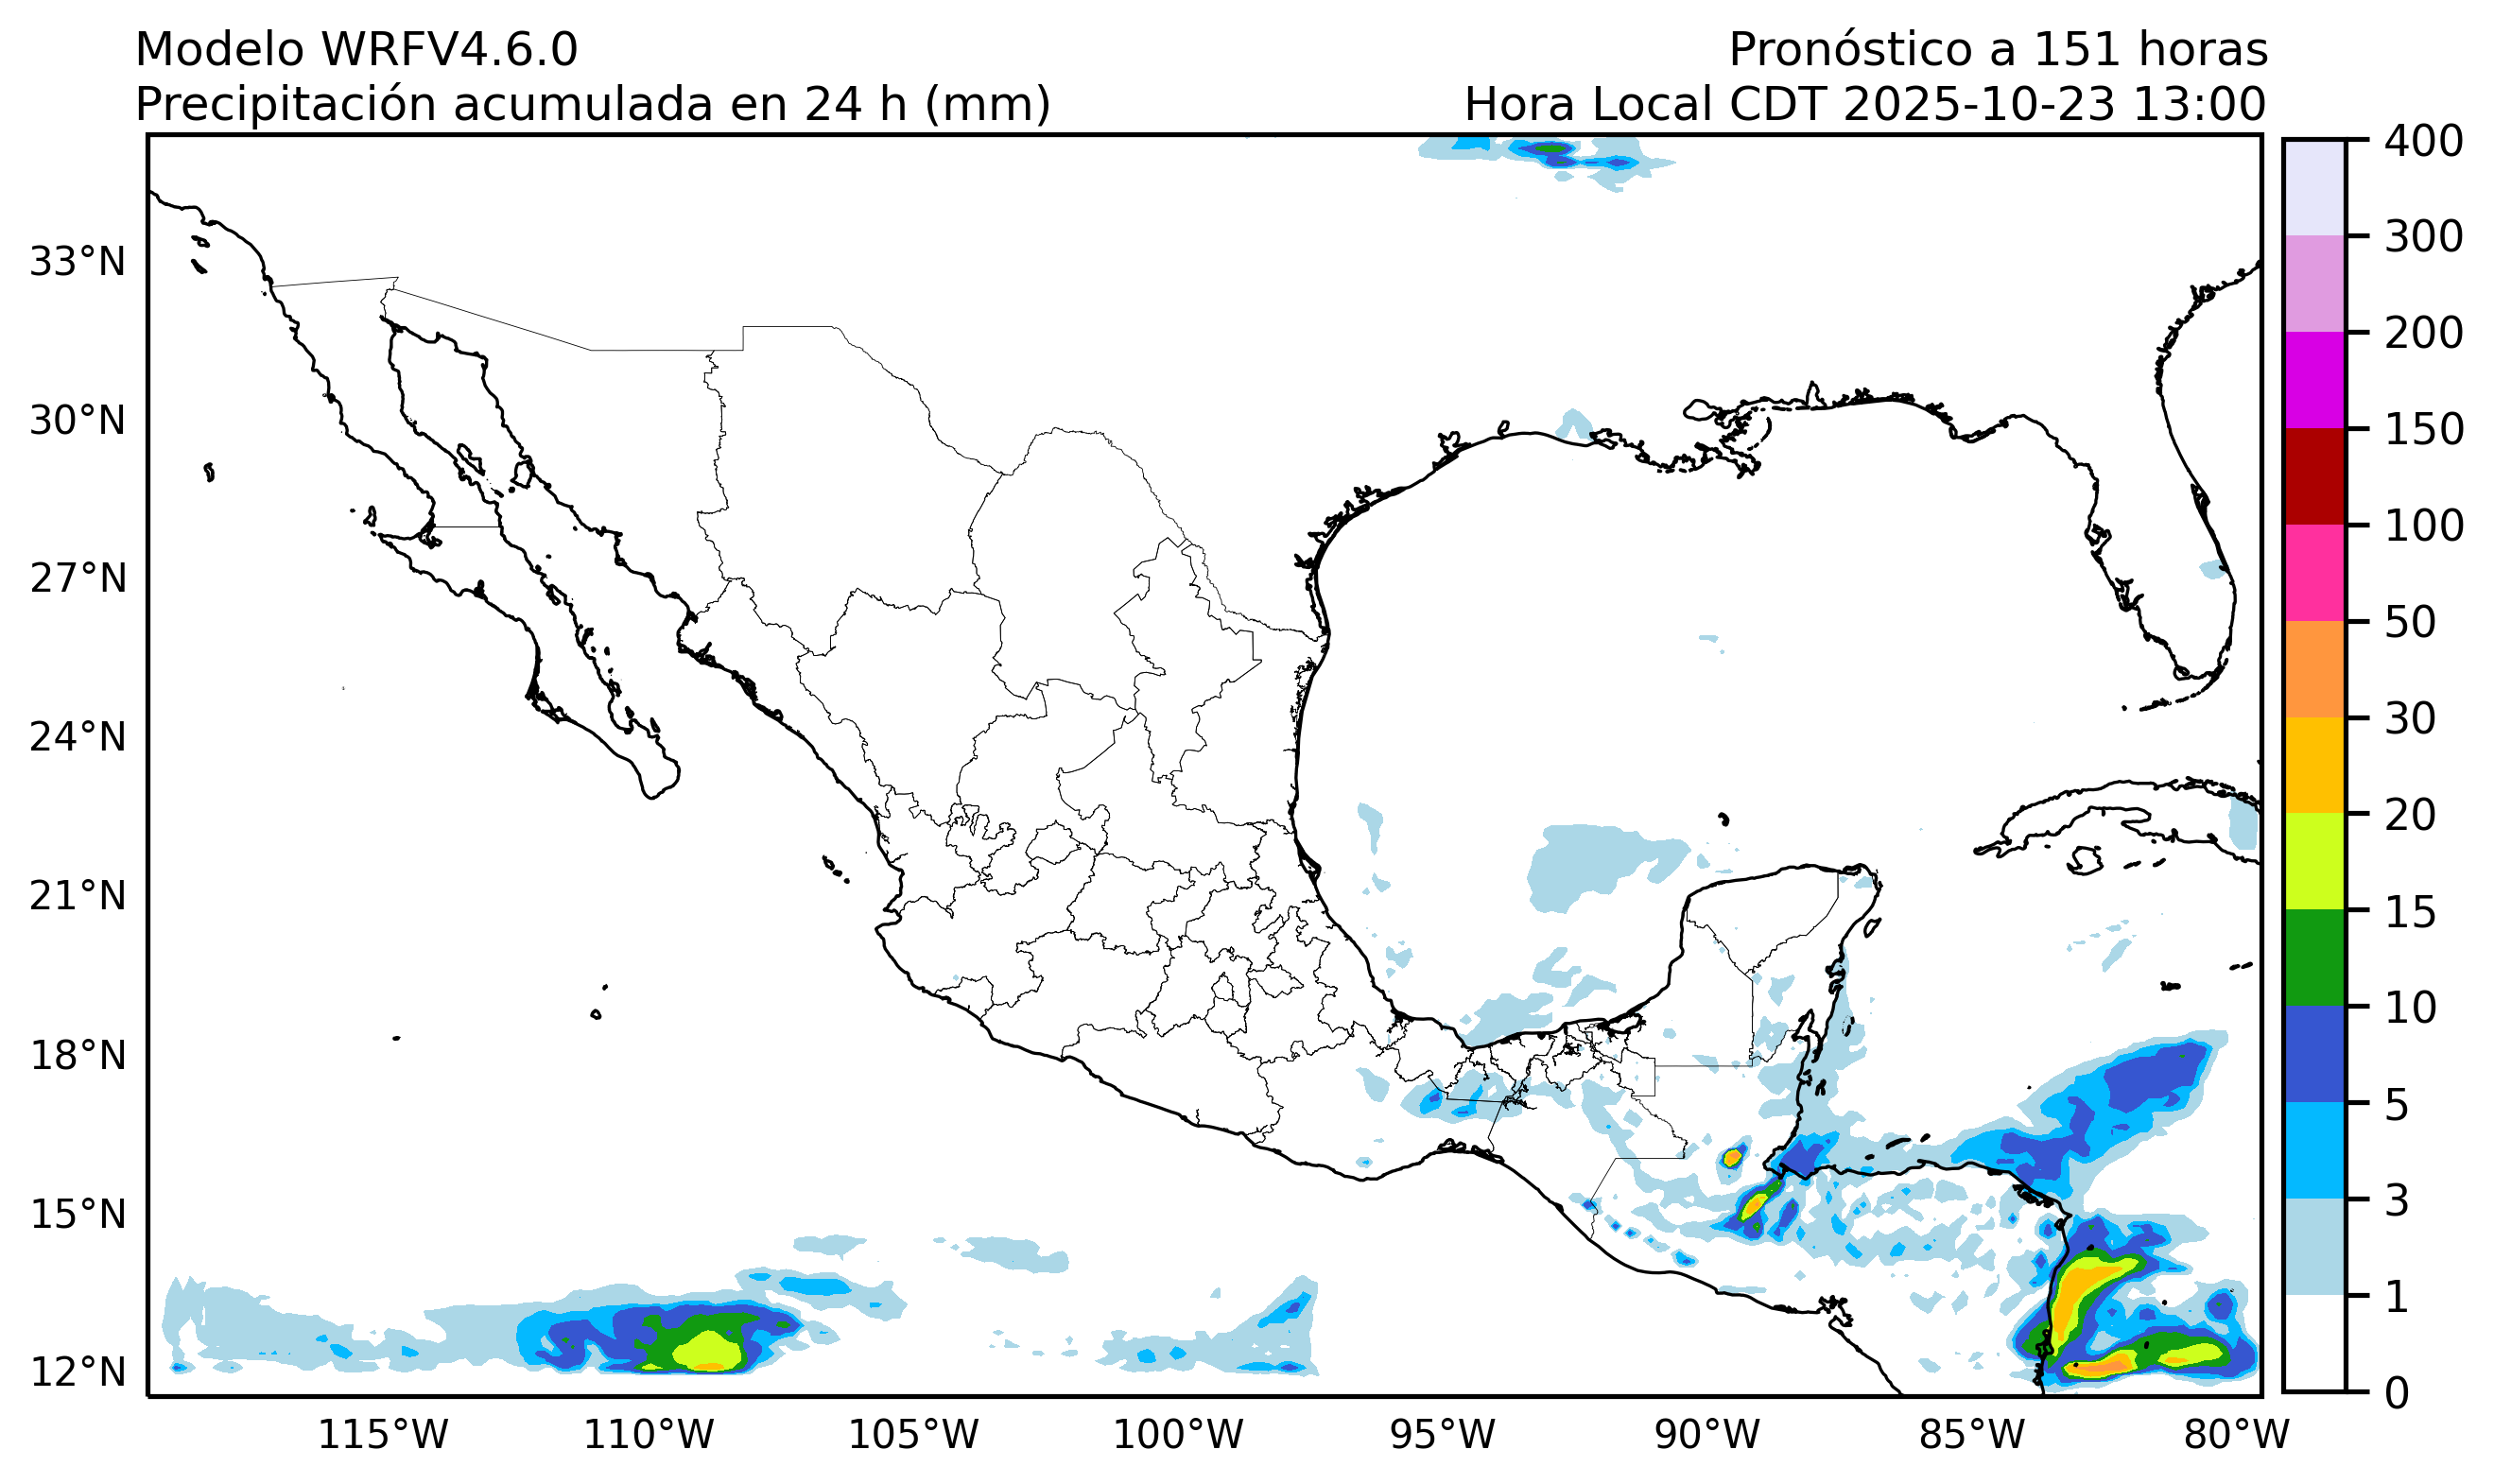 Modelo WRFV4.6.0
Pronóstico a 151 horas
Precipitación acumulada en 24 h (mm)
Hora Local CDT 2025-10-23 13:00
33°N
30°N
27°N
24°N
21°N
18°N
15°N
12°N
115°W
110°W
105°W
100°W
95°W
90°W
85°W
80°W
400
300
200
150
100
50
30
20
15
10
5
3
1
0